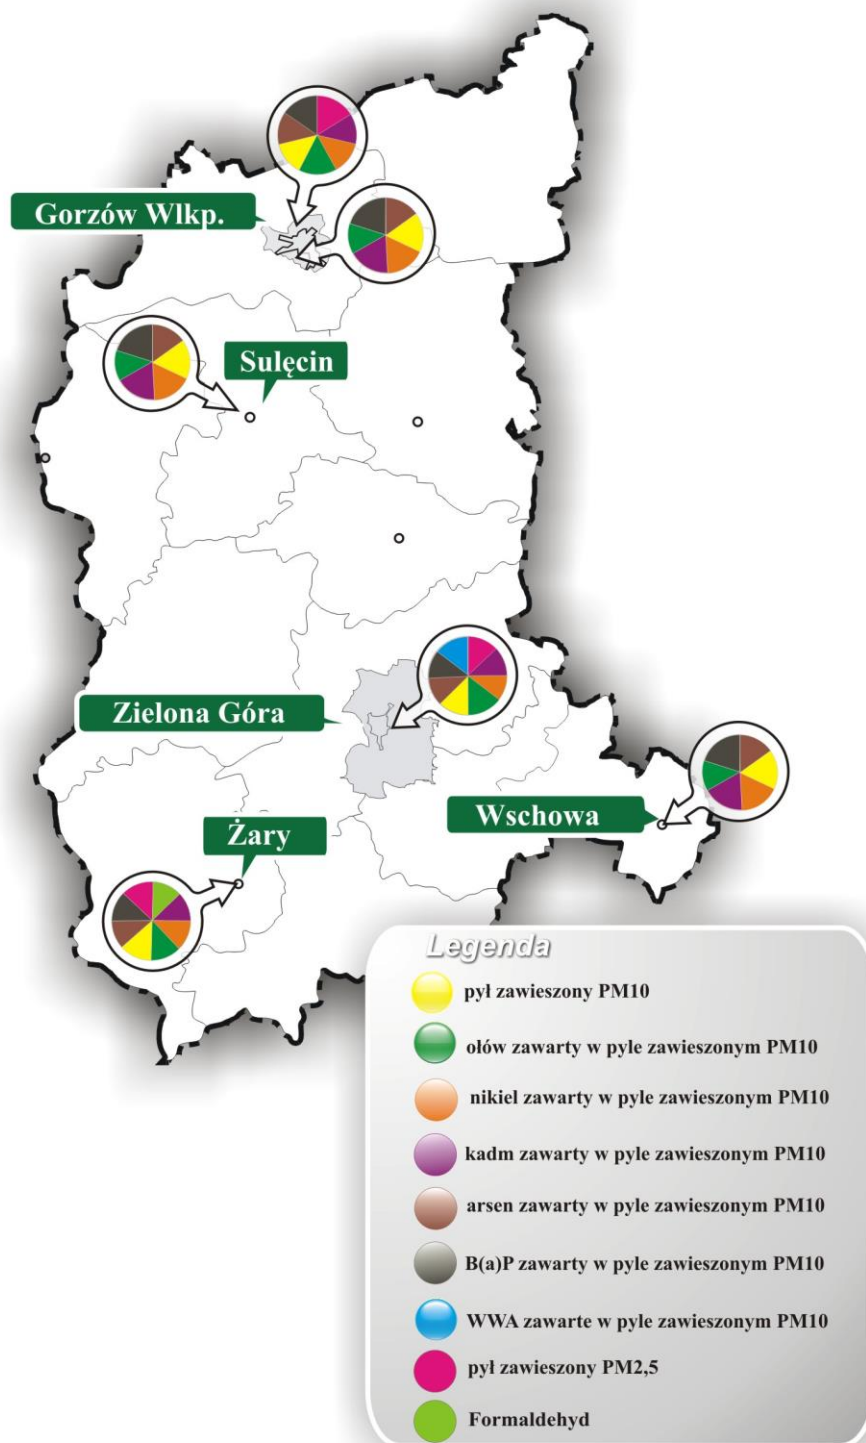 Gorzów Wlkp.
Sulęcin
Zielona Góra
Wschowa
Żary
Legenda
pył zawieszony PM10
ołów zawarty w pyle zawieszonym PM10
nikiel zawarty w pyle zawieszonym PM10
kadm zawarty w pyle zawieszonym PM10
arsen zawarty w pyle zawieszonym PM10
B(a)P zawarty w pyle zawieszonym PM10
WWA zawarte w pyle zawieszonym PM10
pył zawieszony PM2,5
Formaldehyd